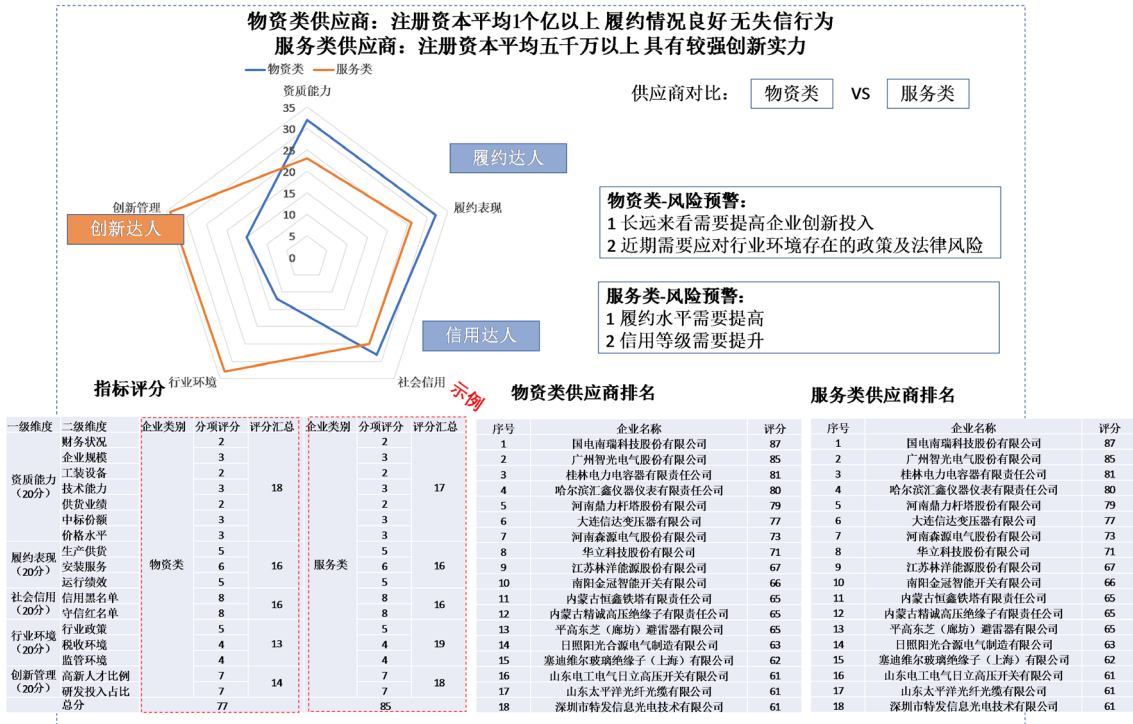 物资类供应商：注册资本平均1个亿以上 履约情况良好 无失信行为
服务类供应商：注册资本平均五千万以上 具有较强创新实力
物资类 服务类
供应商对比： 物资类 VS 服务类
资质能力
35
30
25
20
15
10
5
0
履约达人
创新管理
履约表现
创新达人
信用达人
行业环境
社会信用
物资类-风险预警：
1 长远来看需要提高企业创新投入
2 近期需要应对行业环境存在的政策及法律风险
服务类-风险预警：
1 履约水平需要提高
2 信用等级需要提升
指标评分
示例
一级维度 二级维度 企业类别 分项评分 评分汇总 企业类别 分项评分 评分汇总
资质能力（20分） 财务状况 物资类 2 18 服务类 2 17
企业规模 3 3
工装设备 2 2
技术能力 3 3
供货业绩 2 2
中标份额 3 3
价格水平 3 3
履约表现（20分） 生产供货 5 16 5 16
安装服务 6 6
运行绩效 5 5
社会信用（20分） 信用黑名单 8 16 8 16
守信红名单 8 8
行业环境（20分） 行业政策 5 13 5 19
税收环境 4 4
监管环境 4 4
创新管理（20分） 高新人才比例 7 14 7 18
研发投入占比 7 7
总分 77 85
物资类供应商排名
序号 企业名称 评分
1 国电南瑞科技股份有限公司 87
2 广州智光电气股份有限公司 85
3 桂林电力电容器有限责任公司 81
4 哈尔滨汇鑫仪器仪表有限责任公司 80
5 河南鼎力杆塔股份有限公司 79
6 大连信达变压器有限公司 77
7 河南森源电气股份有限公司 73
8 华立科技股份有限公司 71
9 江苏林洋能源股份有限公司 67
10 南阳金冠智能开关有限公司 66
11 内蒙古恒鑫铁塔有限责任公司 65
12 内蒙古精诚高压绝缘子有限责任公司 65
13 平高东芝（廊坊）避雷器有限公司 65
14 日照阳光合源电气制造有限公司 63
15 塞迪维尔玻璃绝缘子（上海）有限公司 62
16 山东电工电气日立高压开关有限公司 61
17 山东太平洋光纤光缆有限公司 61
18 深圳市特发信息光电技术有限公司 61
服务类供应商排名
序号 企业名称 评分
1 国电南瑞科技股份有限公司 87
2 广州智光电气股份有限公司 85
3 桂林电力电容器有限责任公司 81
4 哈尔滨汇鑫仪器仪表有限责任公司 80
5 河南鼎力杆塔股份有限公司 79
6 大连信达变压器有限公司 77
7 河南森源电气股份有限公司 73
8 华立科技股份有限公司 71
9 江苏林洋能源股份有限公司 67
10 南阳金冠智能开关有限公司 66
11 内蒙古恒鑫铁塔有限责任公司 65
12 内蒙古精诚高压绝缘子有限责任公司 65
13 平高东芝（廊坊）避雷器有限公司 65
14 日照阳光合源电气制造有限公司 63
15 塞迪维尔玻璃绝缘子（上海）有限公司 62
16 山东电工电气日立高压开关有限公司 61
17 山东太平洋光纤光缆有限公司 61
18 深圳市特发信息光电技术有限公司 61